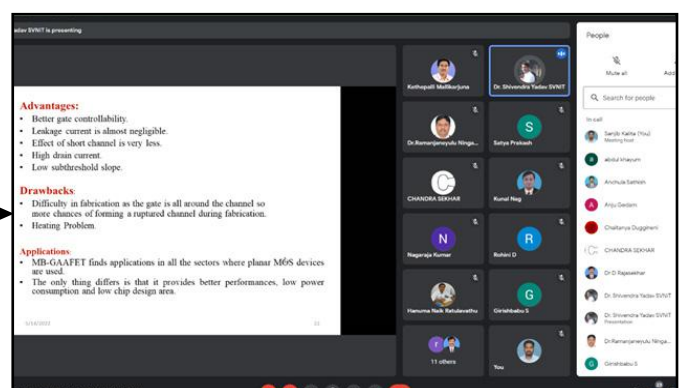 adav SVNIT is presenting
Advantages:
• Better gate controllability.
• Leakage current is almost negligible.
• Effect of short channel is very less.
• High drain current.
• Low subthreshold slope.
Drawbacks:
• Difficulty in fabrication as the gate is all around the channel so
more chances of forming a ruptured channel during fabrication.
• Heating Problem.
Applications:
• MB-GAAFET finds applications in all the sectors where planar MOS devices
are used.
• The only thing differs is that it provides better performances, low power
consumption and low chip design area.
Kethopalli Mallikarjuna
Dr. Shivendra Yadav SVNIT
Dr.Ramanjaneyulu Ninga...
S
Satya Prakash
CHANDRA SEKHAR
Kunal Nag
N
Nagaraja Kumar
R
Rohini D
Hanuma Naik Ratulavathu
G
Girishbabu S
r
11 others
You
People
Mute all
Search for people
In call
Sanjib Kalita (You)
Meeting host
abdul khayum
Anchula Sathish
A
Anju Gedam
Chaitanya Duggineni
CHANDRA SEKHAR
Dr D Rajasekhar
Dr. Shivendra Yadav SVNIT
Dr. Shivendra Yadav SVNIT
Presentation
Dr.Ramanjaneyulu Ninga...
G
Girishbabu S